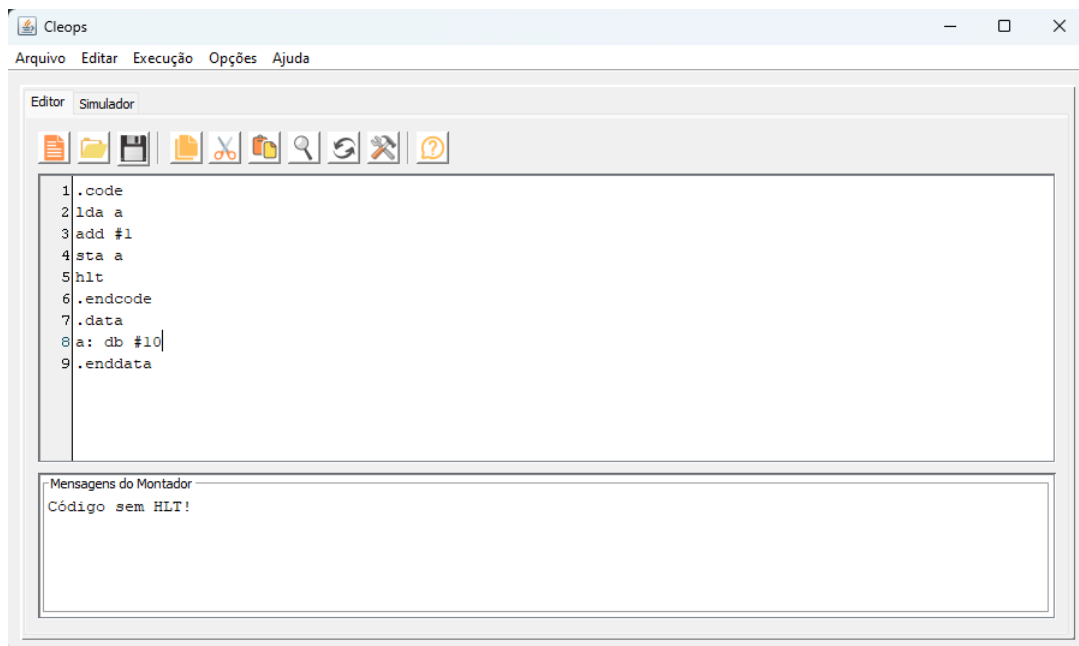 Cleops
Arquivo Editar Execução Opções Ajuda
Editor Simulador
1 .code
2 lda a
3 add #1
4 sta a
5 hlt
6 .endcode
7 .data
8 a: db #10
9 .enddata
Mensagens do Montador
Código sem HLT!